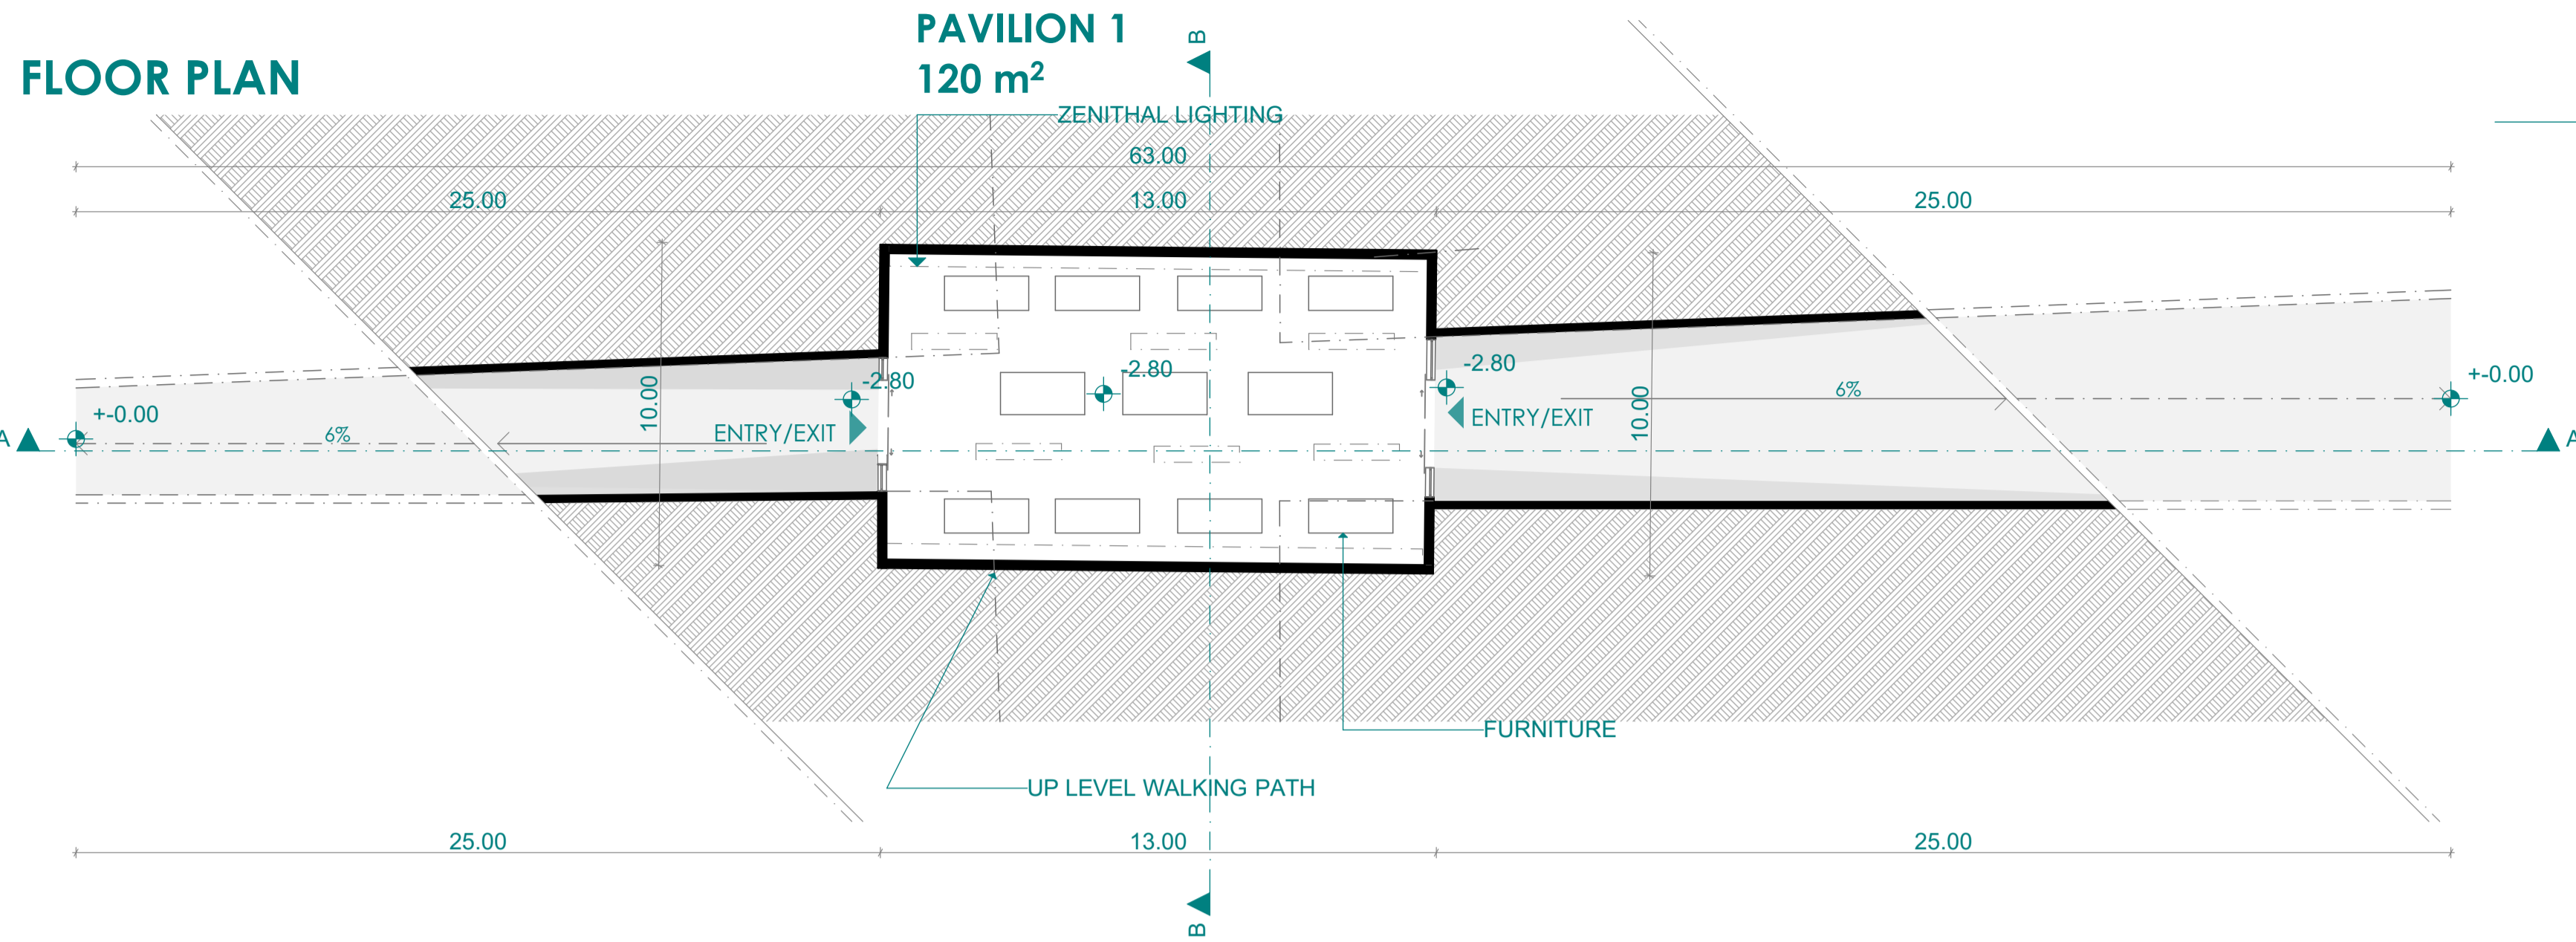 PAVILION 1
120 m²
FLOOR PLAN
B
ZENITHAL LIGHTING
63.00
25.00
13.00
25.00
10.00
10.00
-2.80
-2.80
-2.80
+-0.00
+-0.00
6%
6%
ENTRY/EXIT
ENTRY/EXIT
A
A
FURNITURE
UP LEVEL WALKING PATH
25.00
13.00
25.00
B